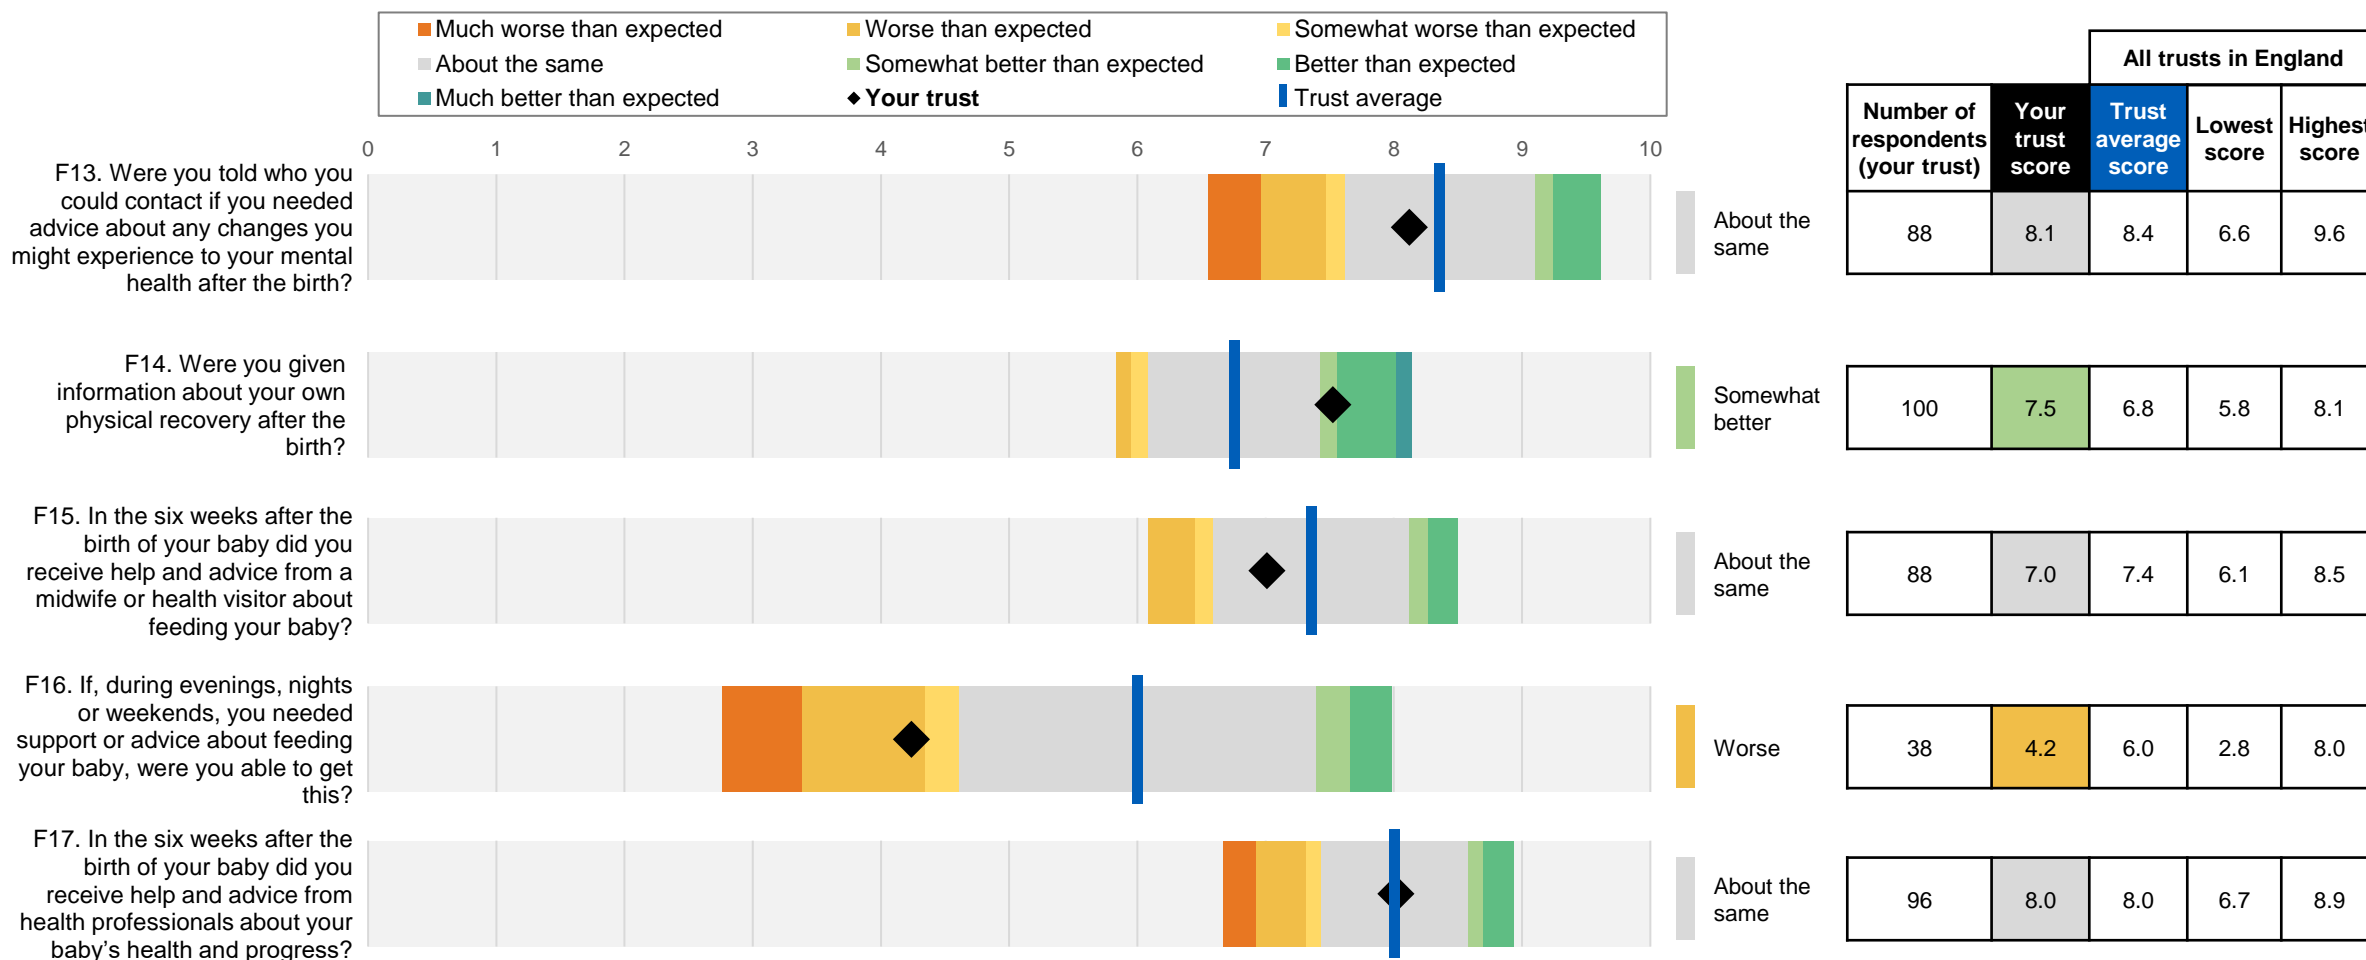 Much worse than expected
Worse than expected
Somewhat worse than expected
About the same
Somewhat better than expected
Better than expected
Much better than expected
Your trust
Trust average
All trusts in England
Number of
respondents
(your trust)
Your
trust
score
Trust
average
score
Lowest
score
Highest
score
0 1 2 3 4 5 6 7 8 9 10
F13. Were you told who you
could contact if you needed
advice about any changes you
might experience to your mental
health after the birth?
About the
same
88 8.1 8.4 6.6 9.6
F14. Were you given
information about your own
physical recovery after the
birth?
Somewhat
better
100 7.5 6.8 5.8 8.1
F15. In the six weeks after the
birth of your baby did you
receive help and advice from a
midwife or health visitor about
feeding your baby?
About the
same
88 7.0 7.4 6.1 8.5
F16. If, during evenings, nights
or weekends, you needed
support or advice about feeding
your baby, were you able to get
this?
Worse
38 4.2 6.0 2.8 8.0
F17. In the six weeks after the
birth of your baby did you
receive help and advice from
health professionals about your
baby's health and progress?
About the
same
96 8.0 8.0 6.7 8.9